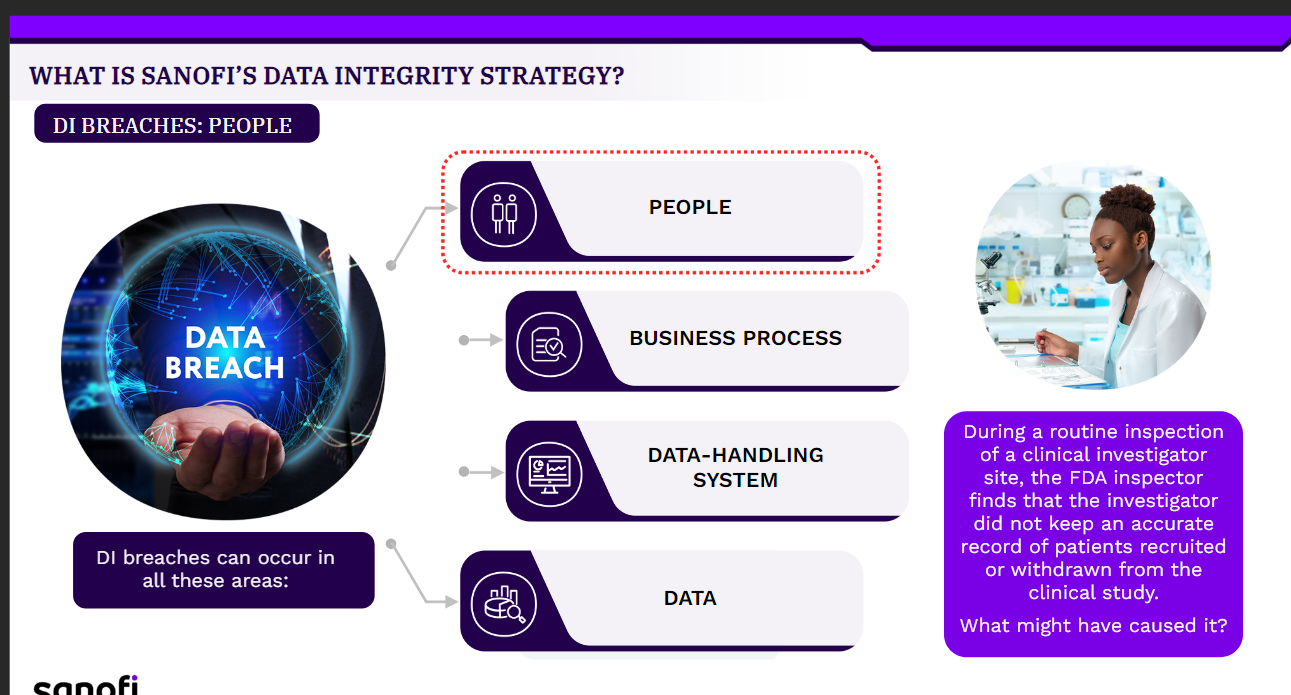 WHAT IS SANOFI’S DATA INTEGRITY STRATEGY?
DI BREACHES: PEOPLE
DATA
BREACH
DI breaches can occur in
all these areas:
PEOPLE
BUSINESS PROCESS
DATA-HANDLING
SYSTEM
DATA
During a routine inspection
of a clinical investigator
site, the FDA inspector
finds that the investigator
did not keep an accurate
record of patients recruited
or withdrawn from the
clinical study.
What might have caused it?
sanofi